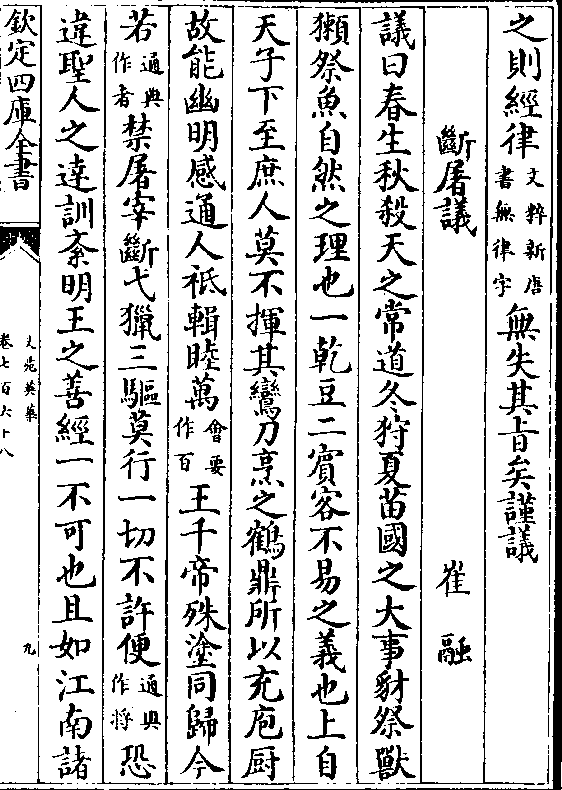 之則經律文粹新唐書無律字無失其旨矣謹議
斷屠議 崔融
議曰春生秋殺天之常道冬狩夏苗國之大事豺祭獸
獺祭魚自然之理也一乾豆二賓客不易之義也上自
天子下至庶人莫不揮其鸞刀烹之鶴鼎所以充庖厨
故能幽明感通人祇輯睦萬會要作百王千帝殊塗同歸今
若通典作者禁屠宰斷弋獵三驅莫行一切不許便通典作將恐
違聖人之達訓紊明王之善經一不可也且如江南諸
欽定四庫全書
文苑英華
卷七百六十八
九